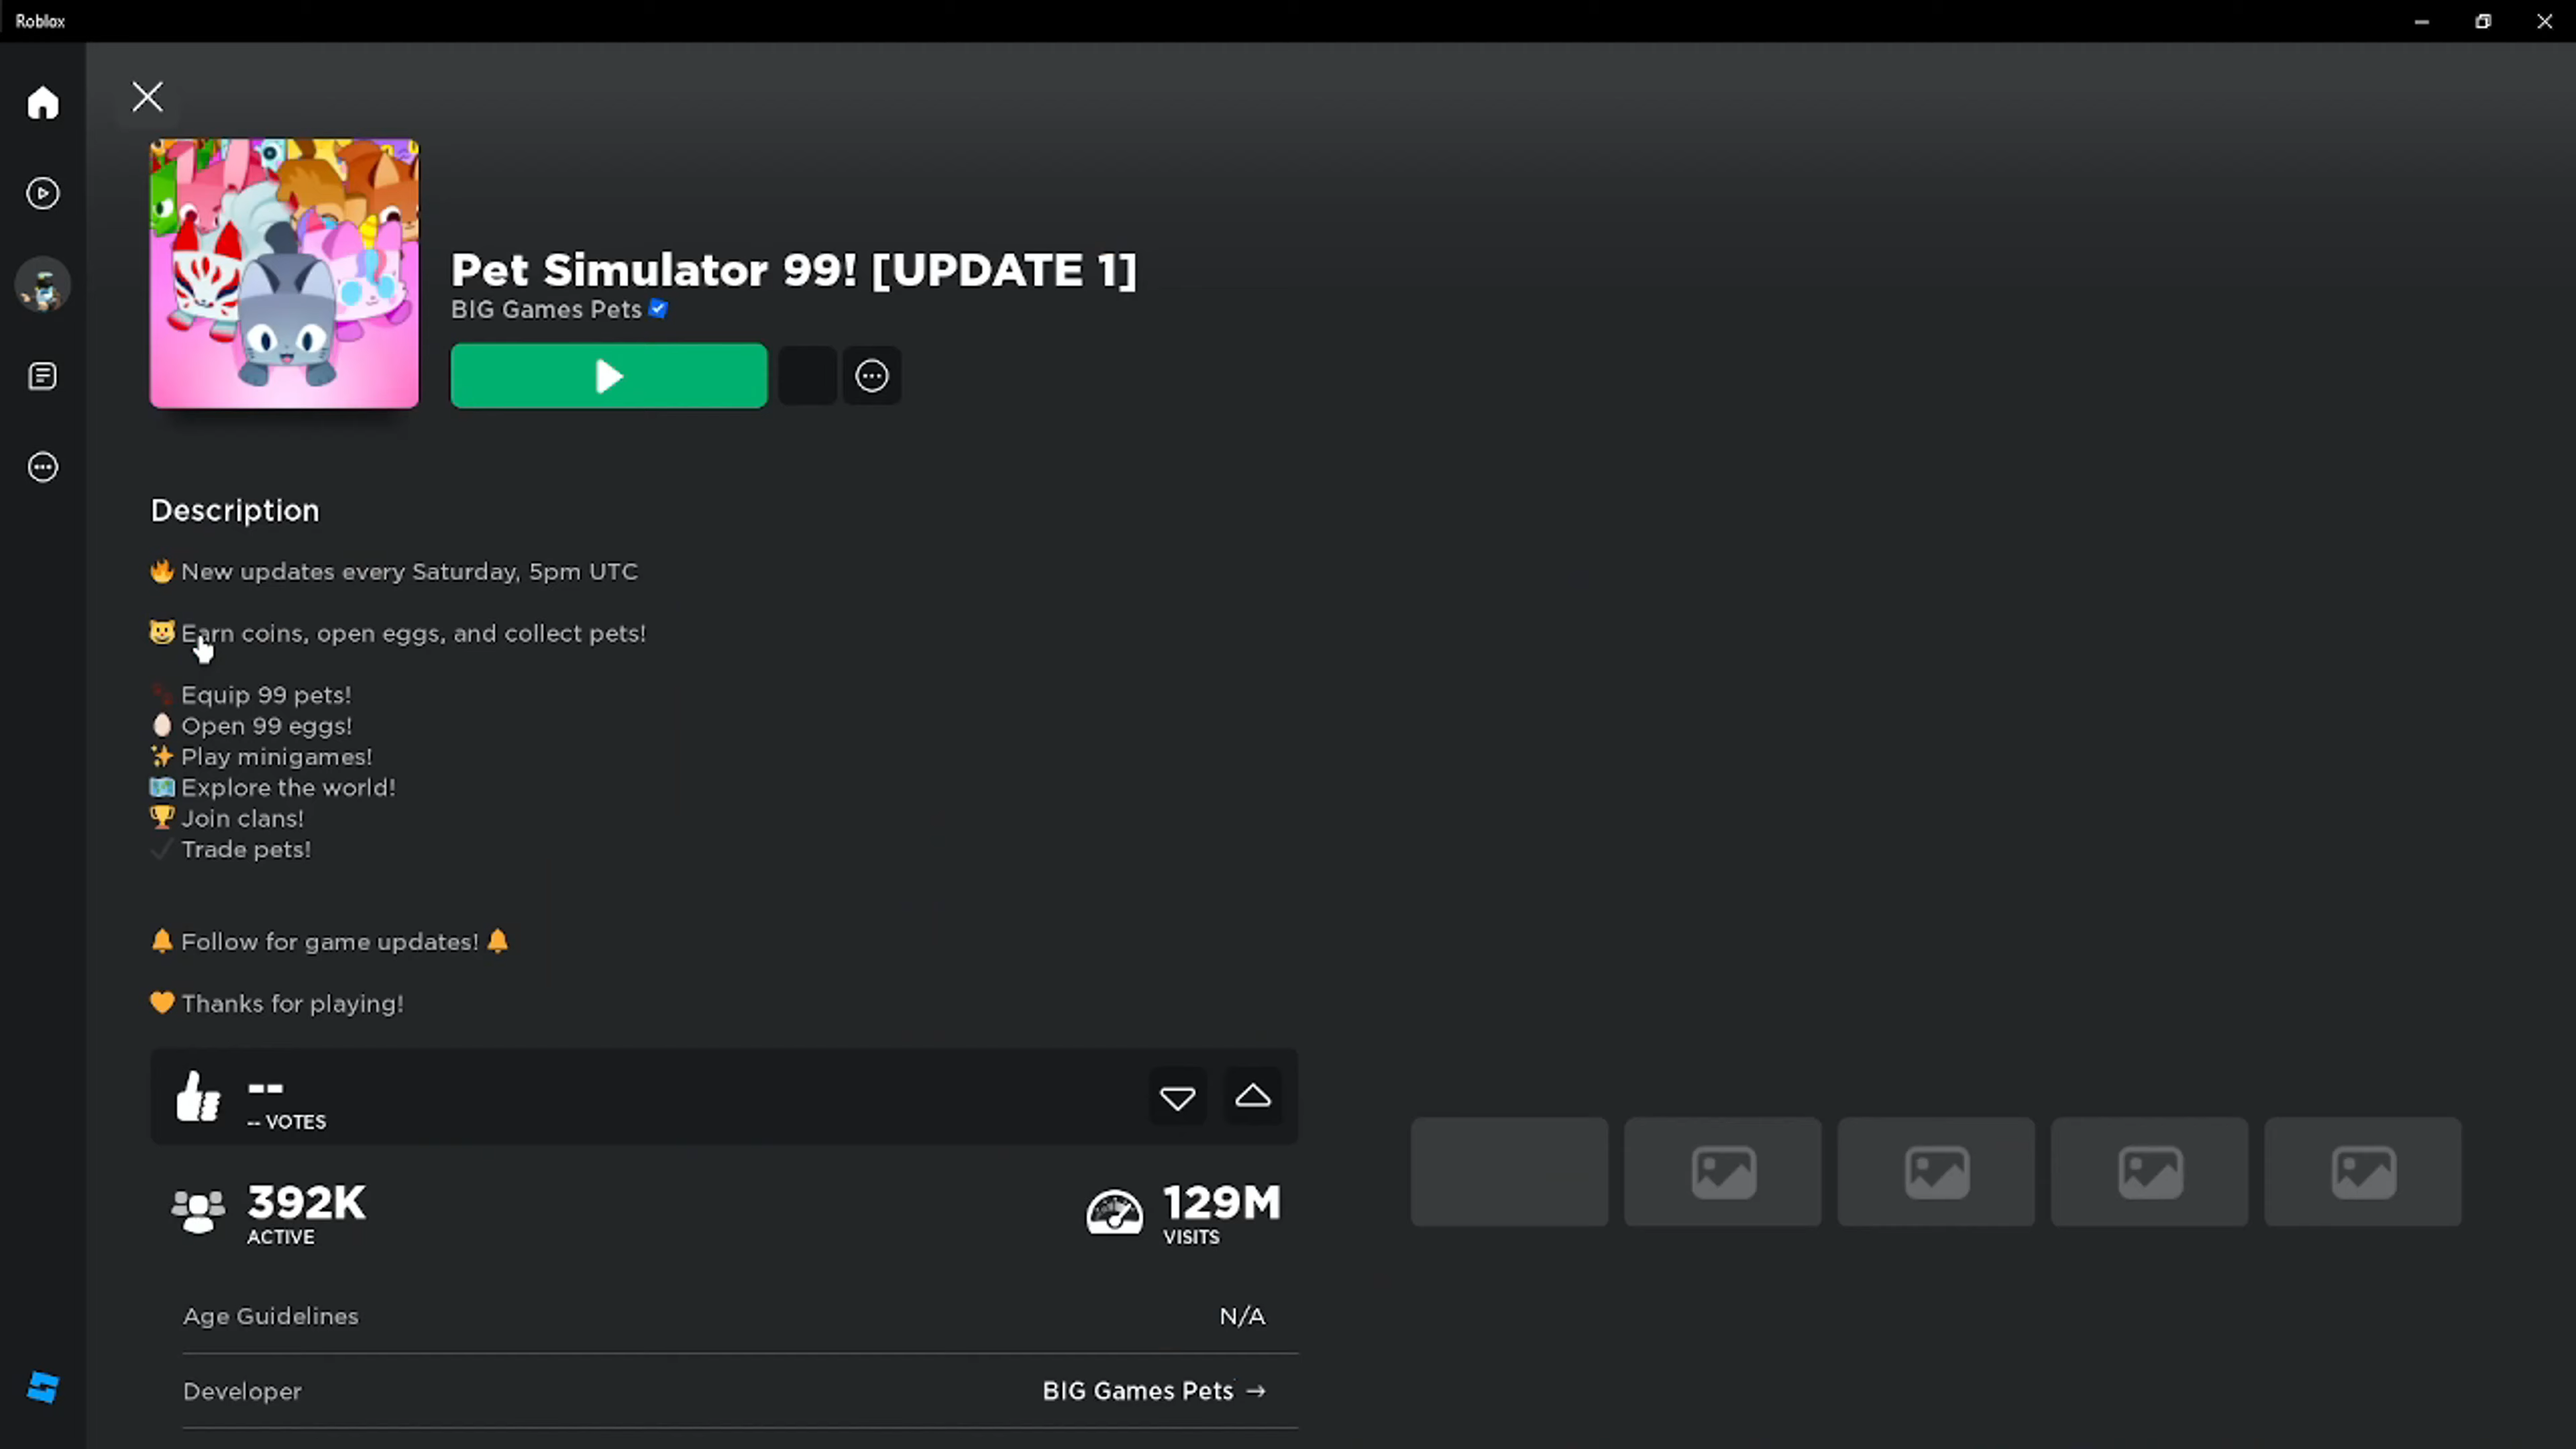 Roblox
Pet Simulator 99! [UPDATE 1]
BIG Games Pets
Description
🔥 New updates every Saturday, 5pm UTC
😺 Earn coins, open eggs, and collect pets!
🐾 Equip 99 pets!
🥚 Open 99 eggs!
✨ Play minigames!
🗺️ Explore the world!
🏆 Join clans!
✔️ Trade pets!
🔔 Follow for game updates! 🔔
🧡 Thanks for playing!
--
-- VOTES
392K
ACTIVE
129M
VISITS
Age Guidelines N/A
Developer BIG Games Pets →